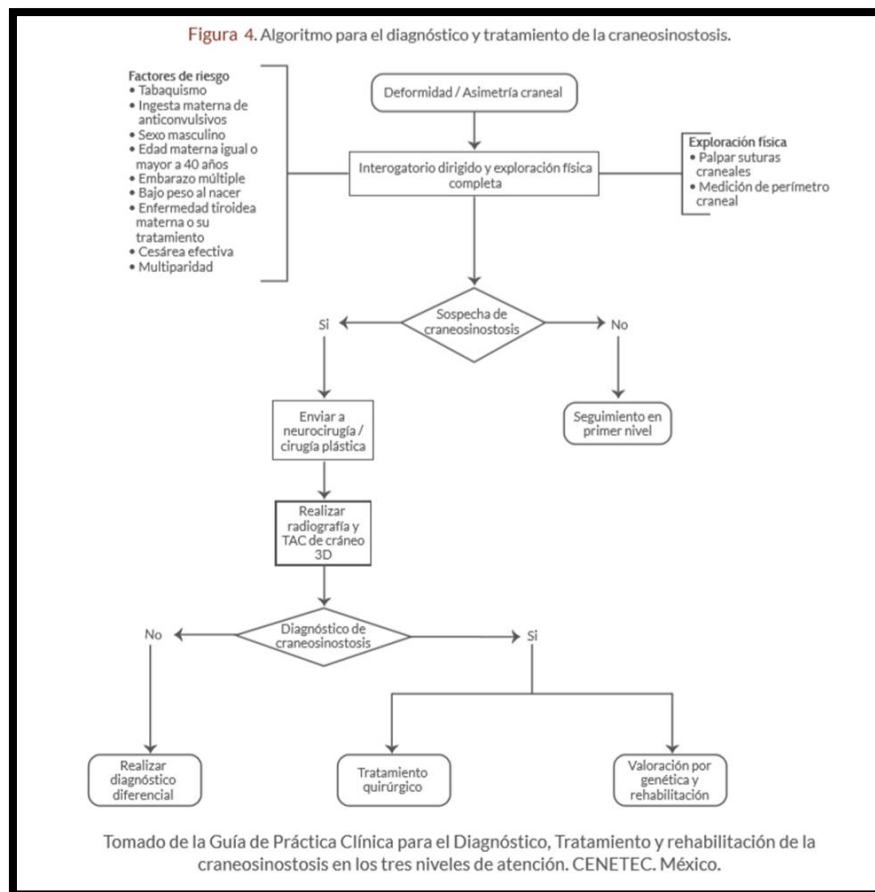 Figura 4. Algoritmo para el diagnóstico y tratamiento de la craneosinostosis.
Factores de riesgo
• Tabaquismo
• Ingesta materna de
anticonvulsivos
• Sexo masculino
• Edad materna igual o
mayor a 40 años
• Embarazo múltiple
• Bajo peso al nacer
• Enfermedad tiroidea
materna o su
tratamiento
• Cesárea efectiva
• Multiparidad
Deformidad / Asimetría craneal
Interogatorio dirigido y exploración física
completa
Exploración física
• Palpar suturas
craneales
• Medición de perímetro
craneal
Sospecha de
craneosinostosis
Si
No
Enviar a
neurocirugía /
cirugía plástica
Seguimiento en
primer nivel
Realizar
radiografía y
TAC de cráneo
3D
Diagnóstico de
craneosinostosis
No
Si
Realizar
diagnóstico
diferencial
Tratamiento
quirúrgico
Valoración por
genética y
rehabilitación
Tomado de la Guía de Práctica Clínica para el Diagnóstico, Tratamiento y rehabilitación de la
craneosinostosis en los tres niveles de atención. CENETEC. México.